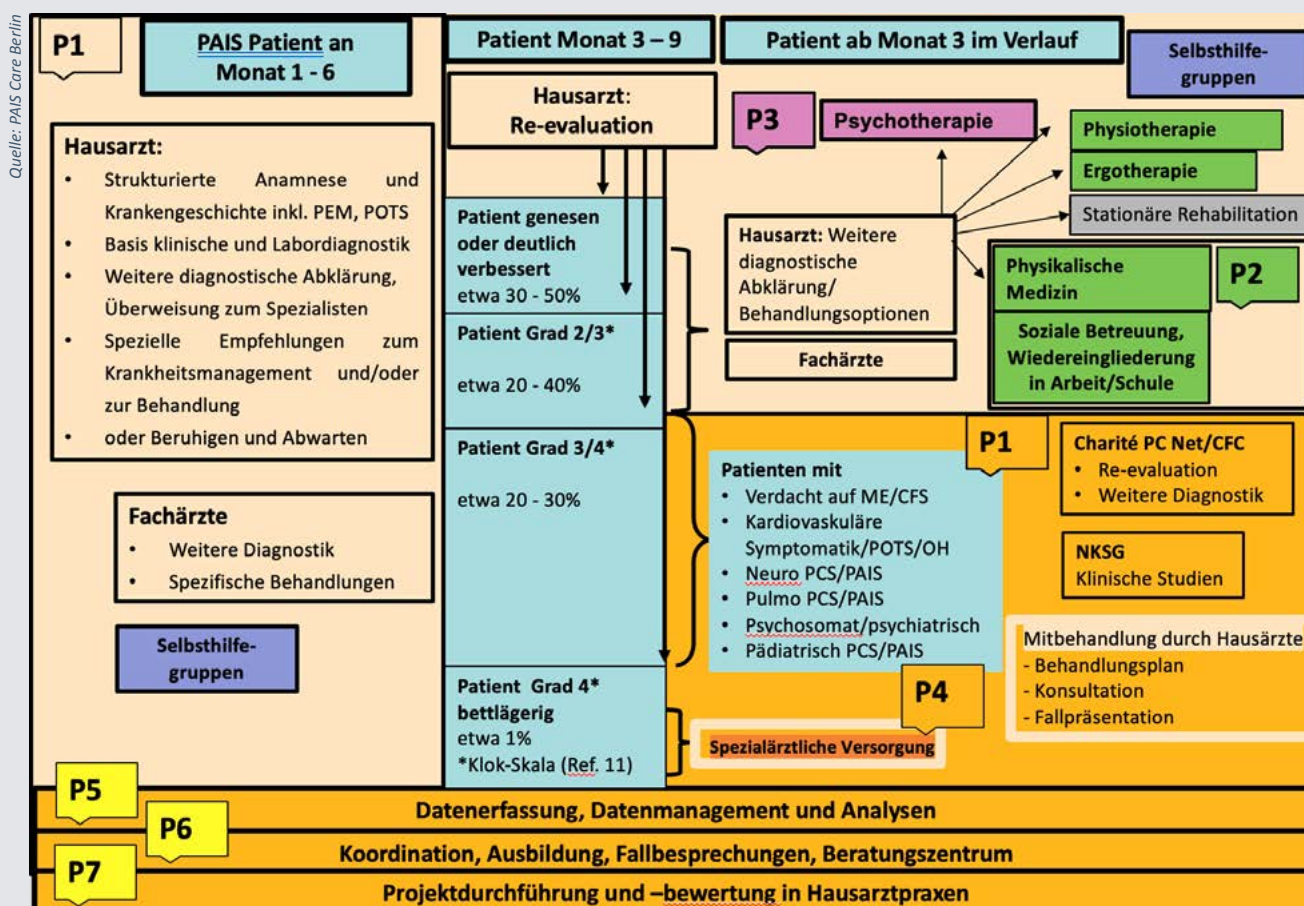 Quelle: PAIS Care Berlin
P1
PAIS Patient an
Monat 1 - 6
Hausarzt:
• Strukturierte Anamnese und
Krankengeschichte inkl. PEM, POTS
• Basis klinische und Labordiagnostik
• Weitere diagnostische Abklärung,
Überweisung zum Spezialisten
• Spezielle Empfehlungen zum
Krankheitsmanagement und/oder
zur Behandlung
• oder Beruhigen und Abwarten
Fachärzte
• Weitere Diagnostik
• Spezifische Behandlungen
Selbsthilfe-
gruppen
Patient Monat 3 – 9
Hausarzt:
Re-evaluation
Patient genesen
oder deutlich
verbessert
etwa 30 - 50%
Patient Grad 2/3*
etwa 20 - 40%
Patient Grad 3/4*
etwa 20 - 30%
Patient Grad 4*
bettlägerig
etwa 1%
*Klok-Skala (Ref. 11)
Patient ab Monat 3 im Verlauf
Selbsthilfe-
gruppen
P3
Psychotherapie
Physiotherapie
Ergotherapie
Stationäre Rehabilitation
Hausarzt: Weitere
diagnostische
Abklärung/
Behandlungsoptionen
Fachärzte
Physikalische
Medizin
P2
Soziale Betreuung,
Wiedereingliederung
in Arbeit/Schule
Patienten mit
• Verdacht auf ME/CFS
• Kardiovaskuläre
Symptomatik/POTS/OH
• Neuro PCS/PAIS
• Pulmo PCS/PAIS
• Psychosomat/psychiatrisch
• Pädiatrisch PCS/PAIS
P1
Charité PC Net/CFC
• Re-evaluation
• Weitere Diagnostik
NKSG
Klinische Studien
Mitbehandlung durch Hausärzte
- Behandlungsplan
- Konsultation
- Fallpräsentation
P4
Spezialärztliche Versorgung
P5
Datenerfassung, Datenmanagement und Analysen
P6
Koordination, Ausbildung, Fallbesprechungen, Beratungszentrum
P7
Projektdurchführung und –bewertung in Hausarztpraxen